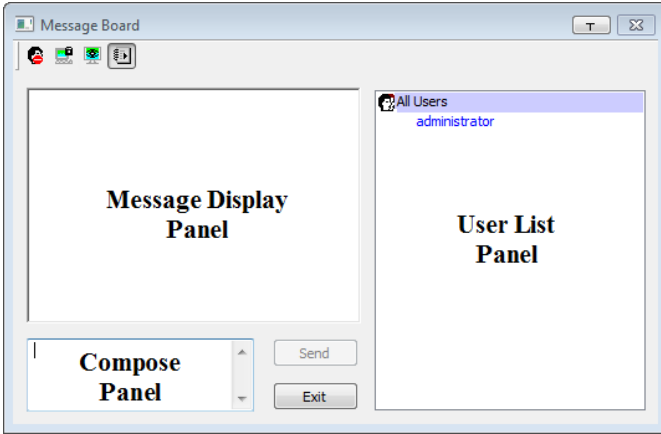 Message Board
T
All Users
administrator
Message Display
Panel
User List
Panel
Compose
Panel
Send
Exit